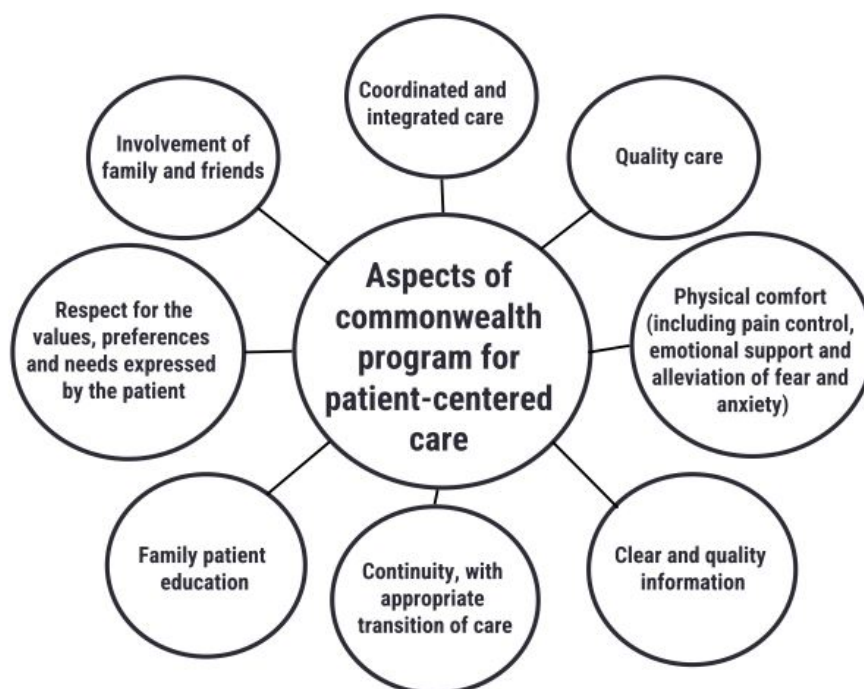 Coordinated and
integrated care
Quality care
Involvement of
family and friends
Aspects of
commonwealth
program for
patient-centered
care
Physical comfort
(including pain control,
emotional support and
alleviation of fear and
anxiety)
Respect for the
values, preferences
and needs expressed
by the patient
Family patient
education
Continuity, with
appropriate
transition of care
Clear and quality
information